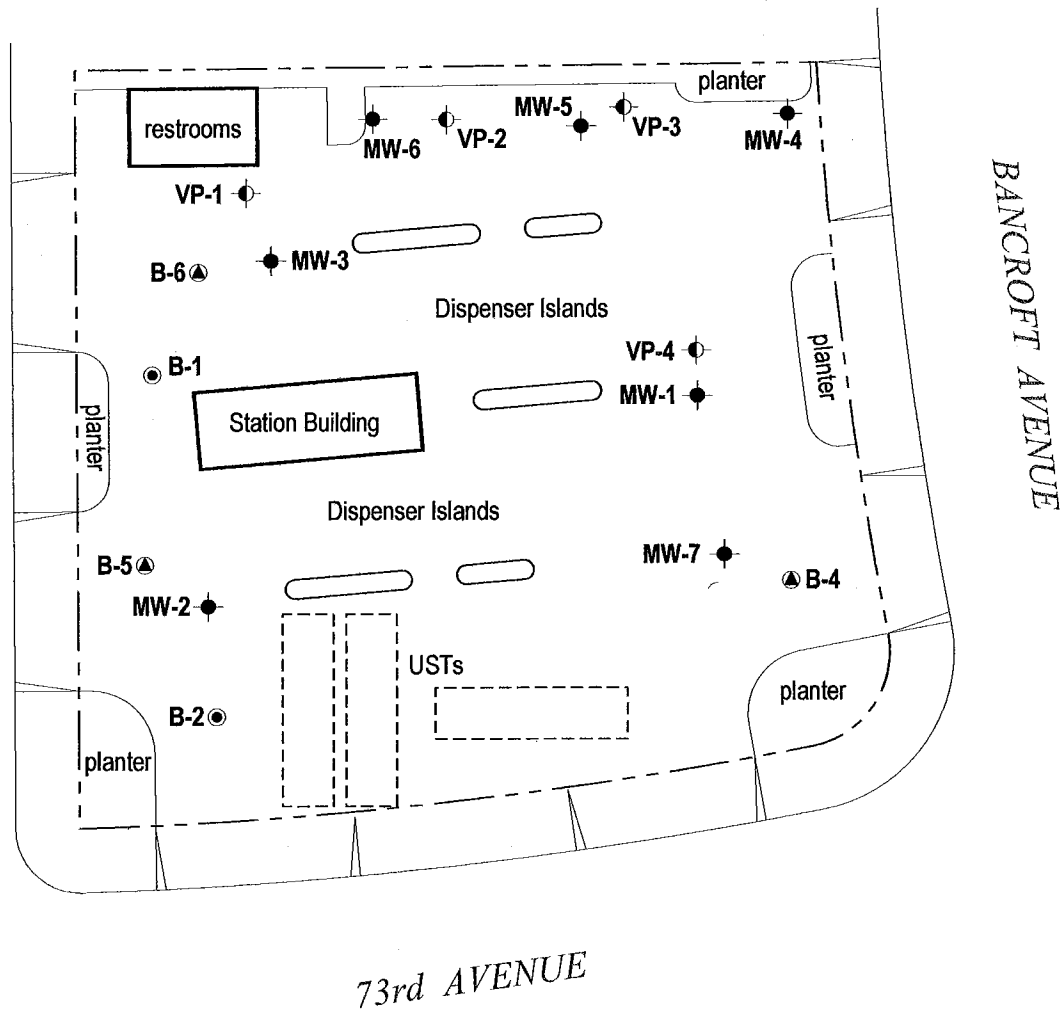 planter
restrooms
MW-6
VP-2
MW-5
VP-3
MW-4
VP-1
B-6
MW-3
Dispenser Islands
BANCROFT AVENUE
B-1
VP-4
MW-1
planter
planter
Station Building
Dispenser Islands
B-5
MW-7
B-4
MW-2
USTs
B-2
planter
planter
73rd AVENUE